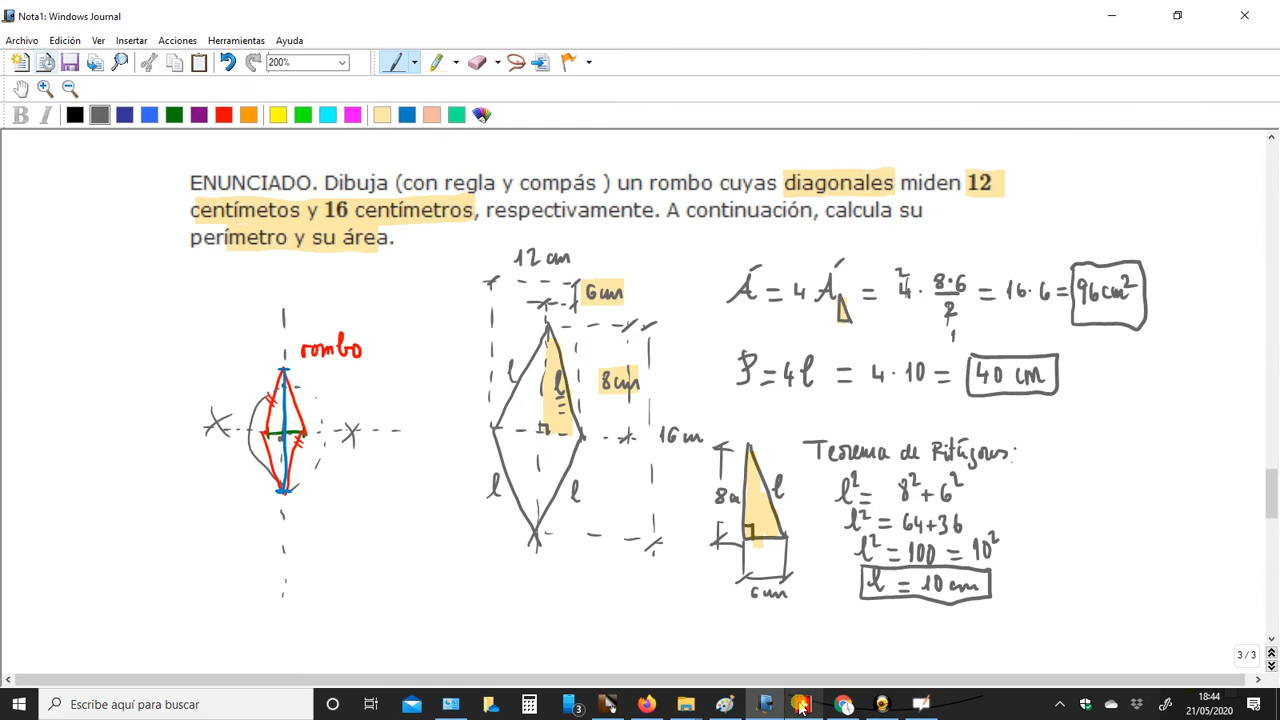 Nota1: Windows Journal
Archivo Edición Ver Insertar Acciones Herramientas Ayuda
200%
B I
ENUNCIADO. Dibuja (con regla y compás ) un rombo cuyas diagonales miden 12
centímetos y 16 centímetros, respectivamente. A continuación, calcula su
perímetro y su área.
12 cm
6 cm
rombo
l
l
8 cm
16 cm
l
l
Á = 4 Á = 4 · 8·6/2 = 16·6 = 96 cm²
2
1
P = 4l = 4 · 10 = 40 cm
8 cm
l
6 cm
Teorema de Pitágoras:
l² = 8² + 6²
l² = 64+36
l² = 100 = 10²
l = 10 cm
3 / 3
Escribe aquí para buscar
3
18:44
21/05/2020